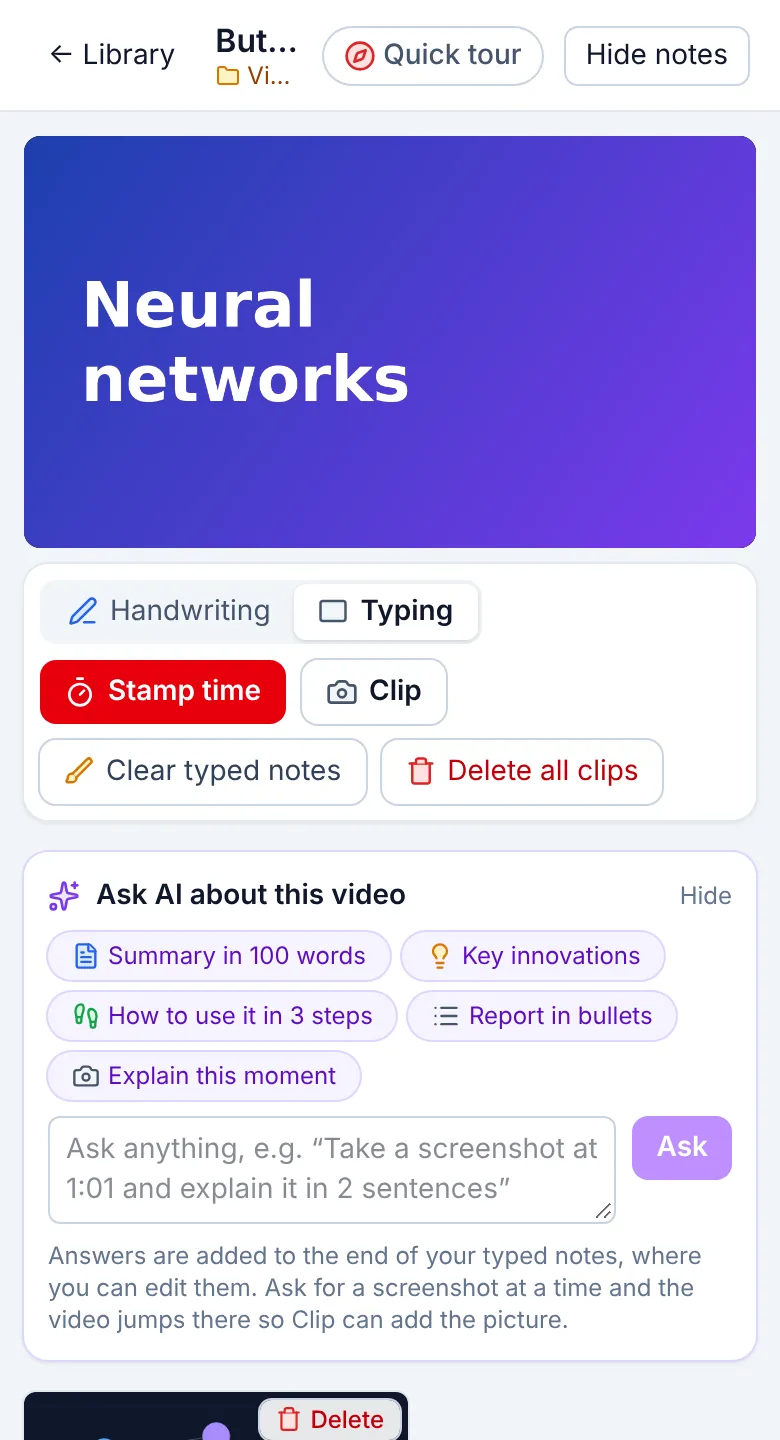 ← Library
But...
Vi...
Quick tour
Hide notes
Neural
networks
Handwriting
Typing
Stamp time
Clip
Clear typed notes
Delete all clips
Ask AI about this video
Hide
Summary in 100 words
Key innovations
How to use it in 3 steps
Report in bullets
Explain this moment
Ask anything, e.g. “Take a screenshot at
1:01 and explain it in 2 sentences”
Ask
Answers are added to the end of your typed notes, where
you can edit them. Ask for a screenshot at a time and the
video jumps there so Clip can add the picture.
Delete